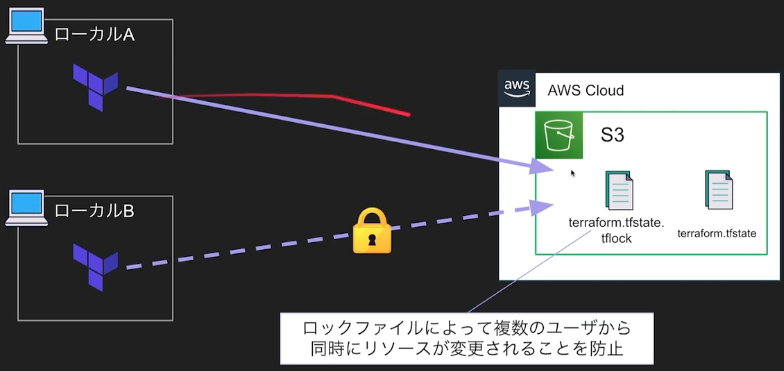 ローカルA
aws
AWS Cloud
S3
terraform.tfstate.
tflock
terraform.tfstate
ローカルB
ロックファイルによって複数のユーザから
同時にリソースが変更されることを防止